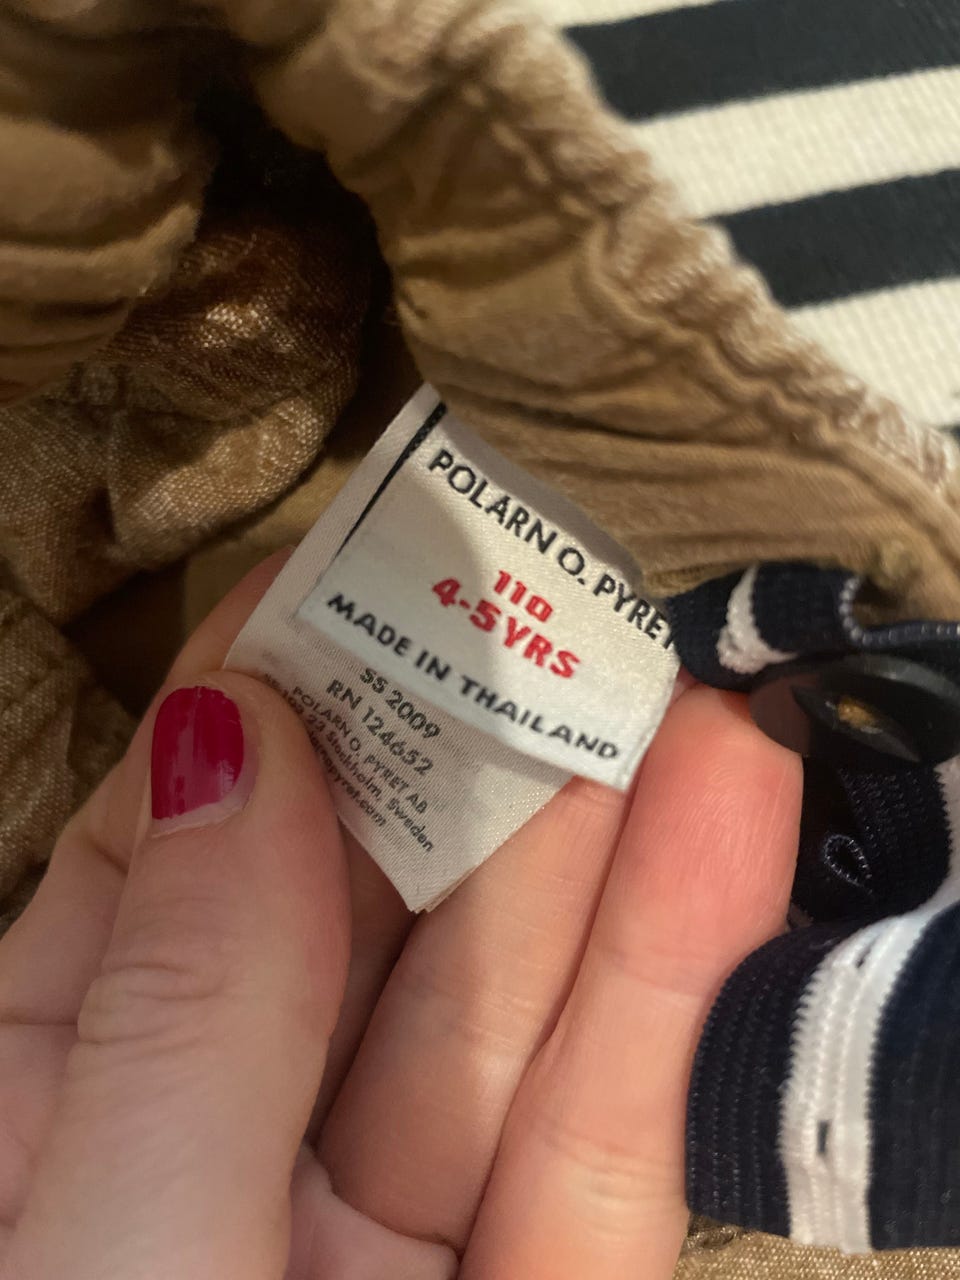 POLARN O. PYRET
110
4-5YRS
MADE IN THAILAND
SS 2009
RN 124652
POLARN O. PYRET AB
Stockholm, Sweden